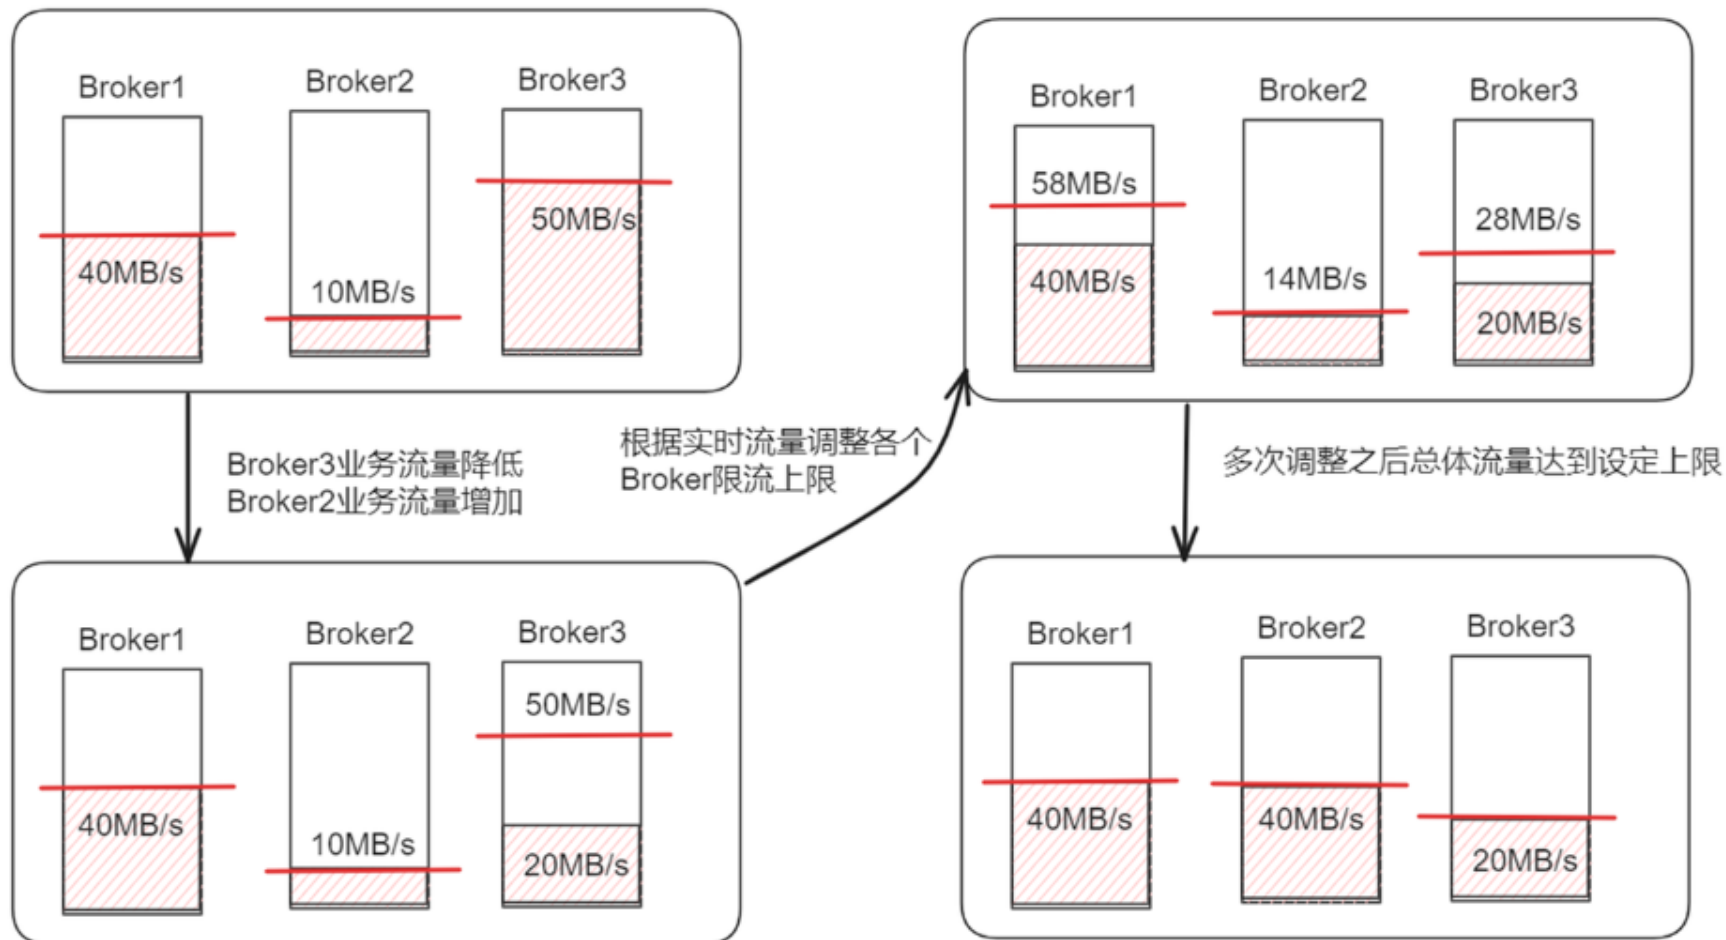 Broker1
Broker2
Broker3
40MB/s
10MB/s
50MB/s
Broker3业务流量降低
Broker2业务流量增加
Broker1
Broker2
Broker3
40MB/s
10MB/s
50MB/s
20MB/s
根据实时流量调整各个
Broker限流上限
Broker1
Broker2
Broker3
58MB/s
40MB/s
14MB/s
28MB/s
20MB/s
多次调整之后总体流量达到设定上限
Broker1
Broker2
Broker3
40MB/s
40MB/s
20MB/s